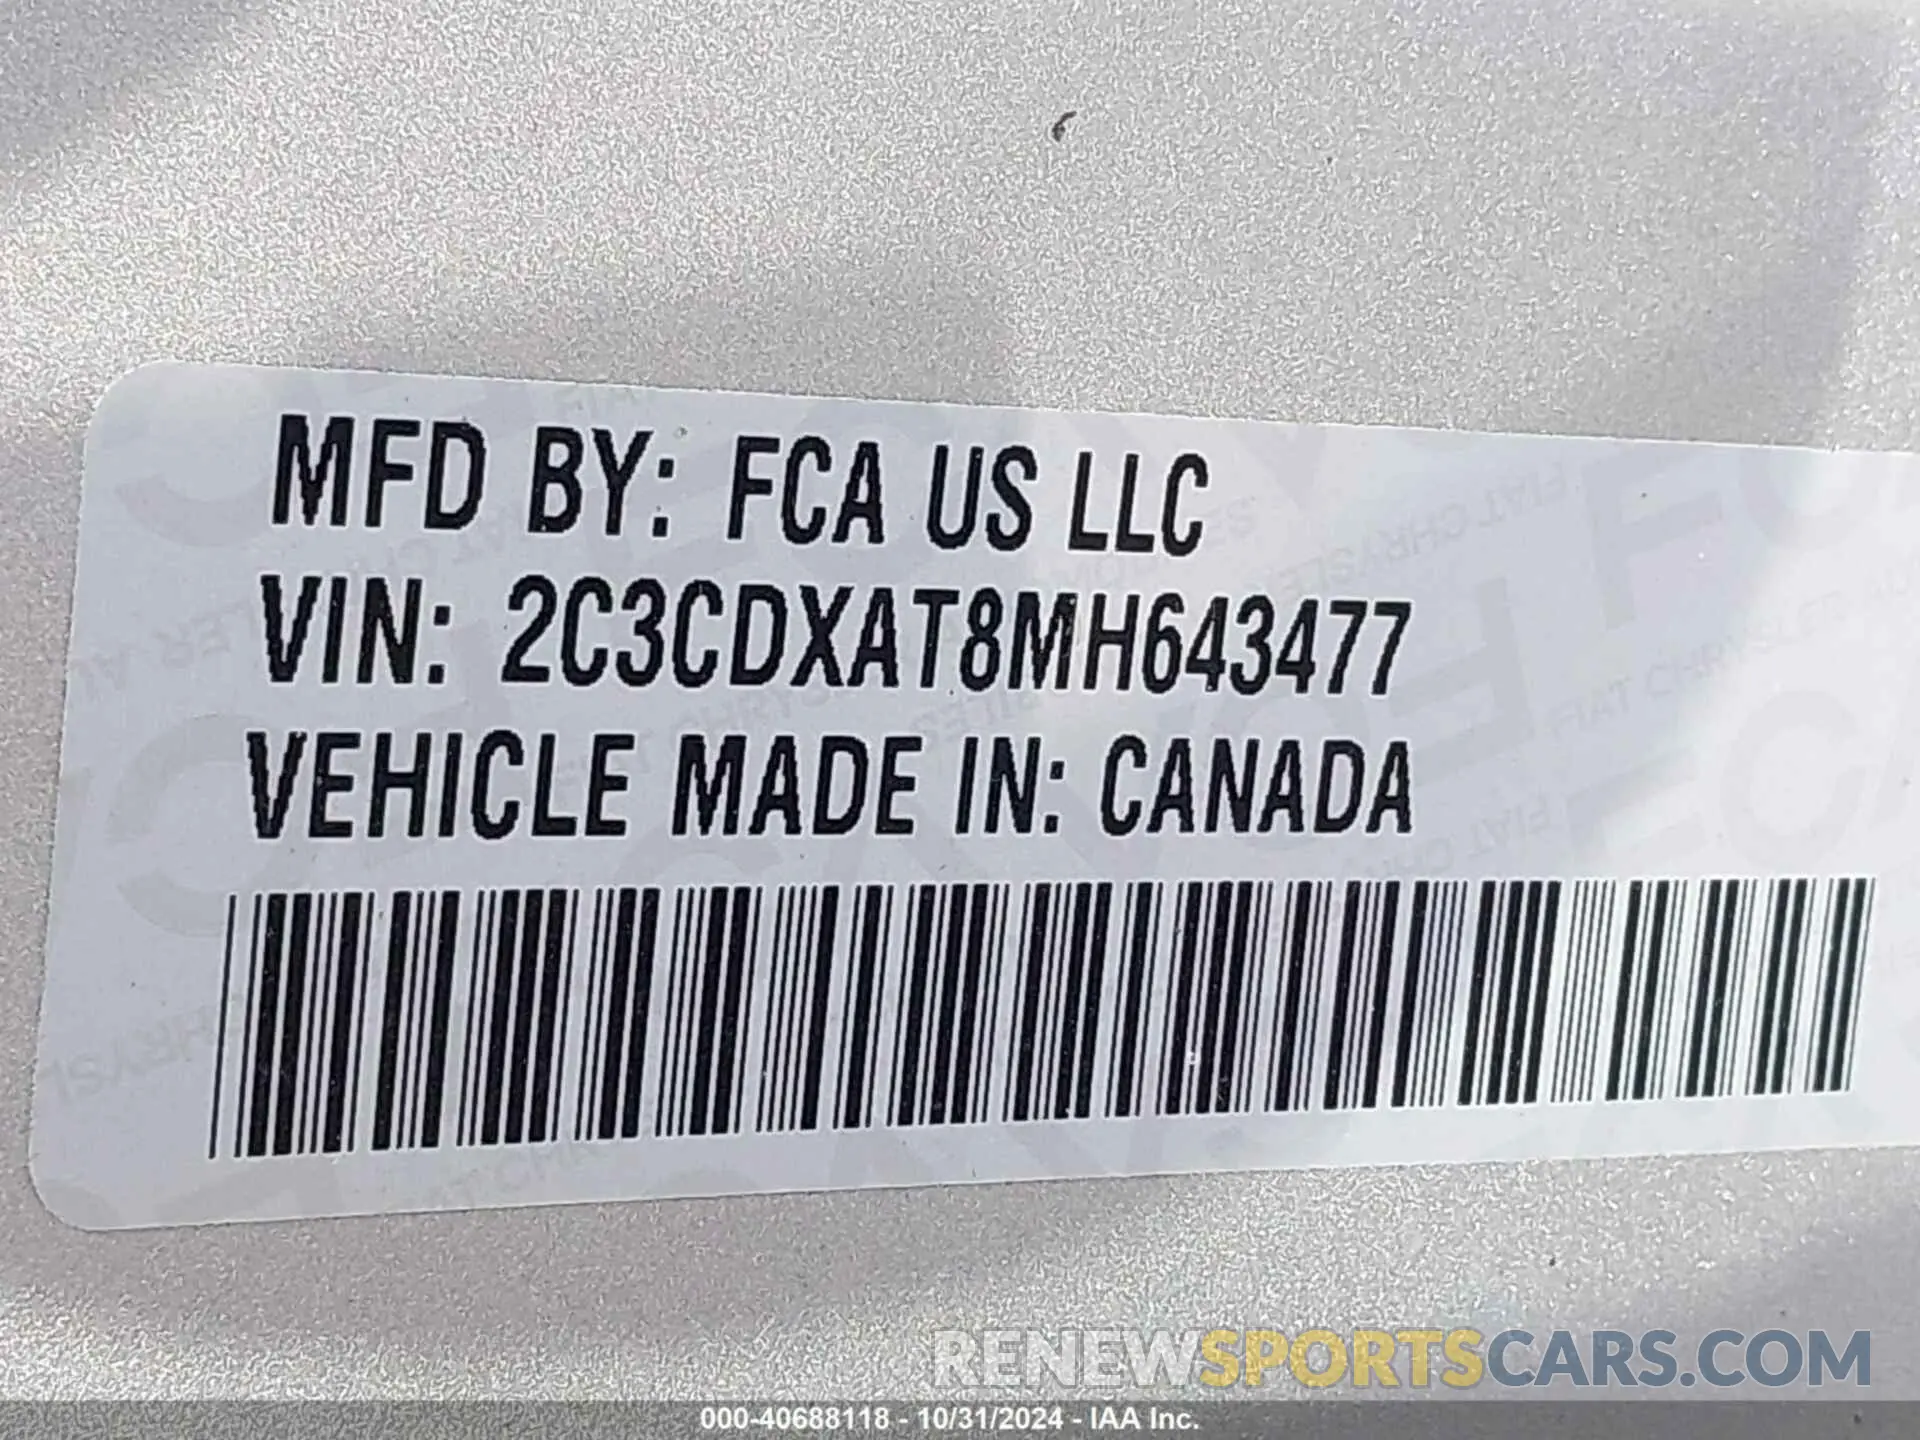 MFD BY: FCA US LLC
VIN: 2C3CDXAT8MH643477
VEHICLE MADE IN: CANADA
RENEWSPORTSCARS.COM
000-40688118 - 10/31/2024 - IAA Inc.